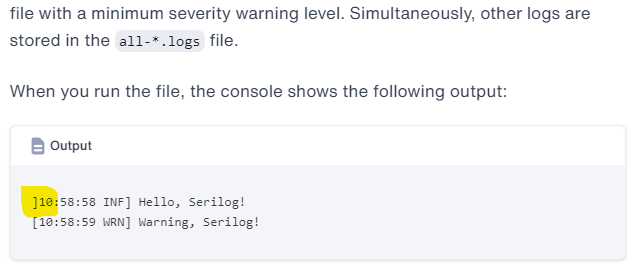 file with a minimum severity warning level. Simultaneously, other logs are
stored in the all-*.logs file.
When you run the file, the console shows the following output:
Output
]10:58:58 INF] Hello, Serilog!
[10:58:59 WRN] Warning, Serilog!